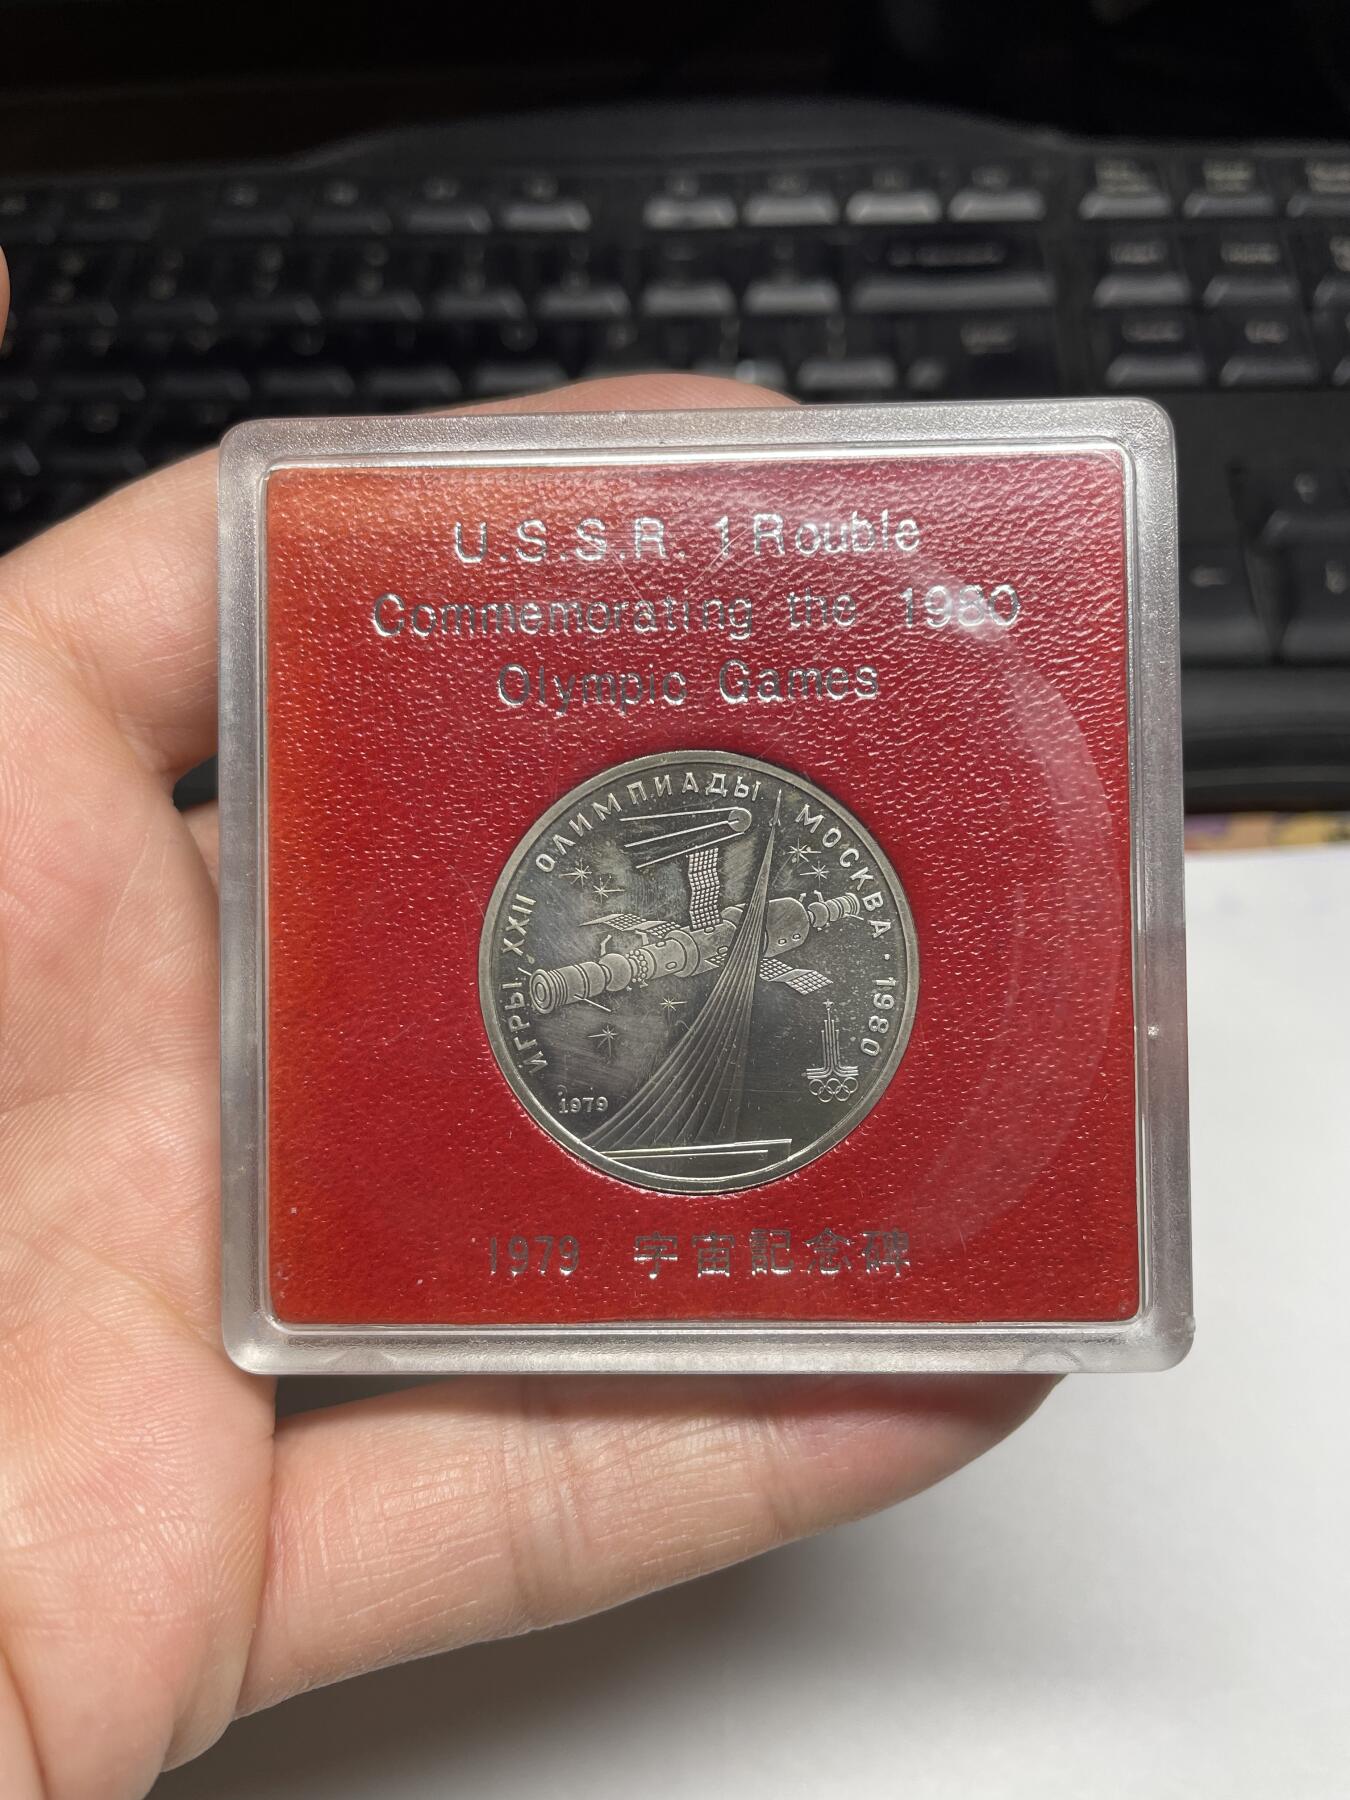 U.S.S.R. 1 Rouble
Commemorating the 1980
Olympic Games
ИГРЫ XXII ОЛИМПИАДЫ МОСКВА · 1980
1979
1979 宇宙記念碑